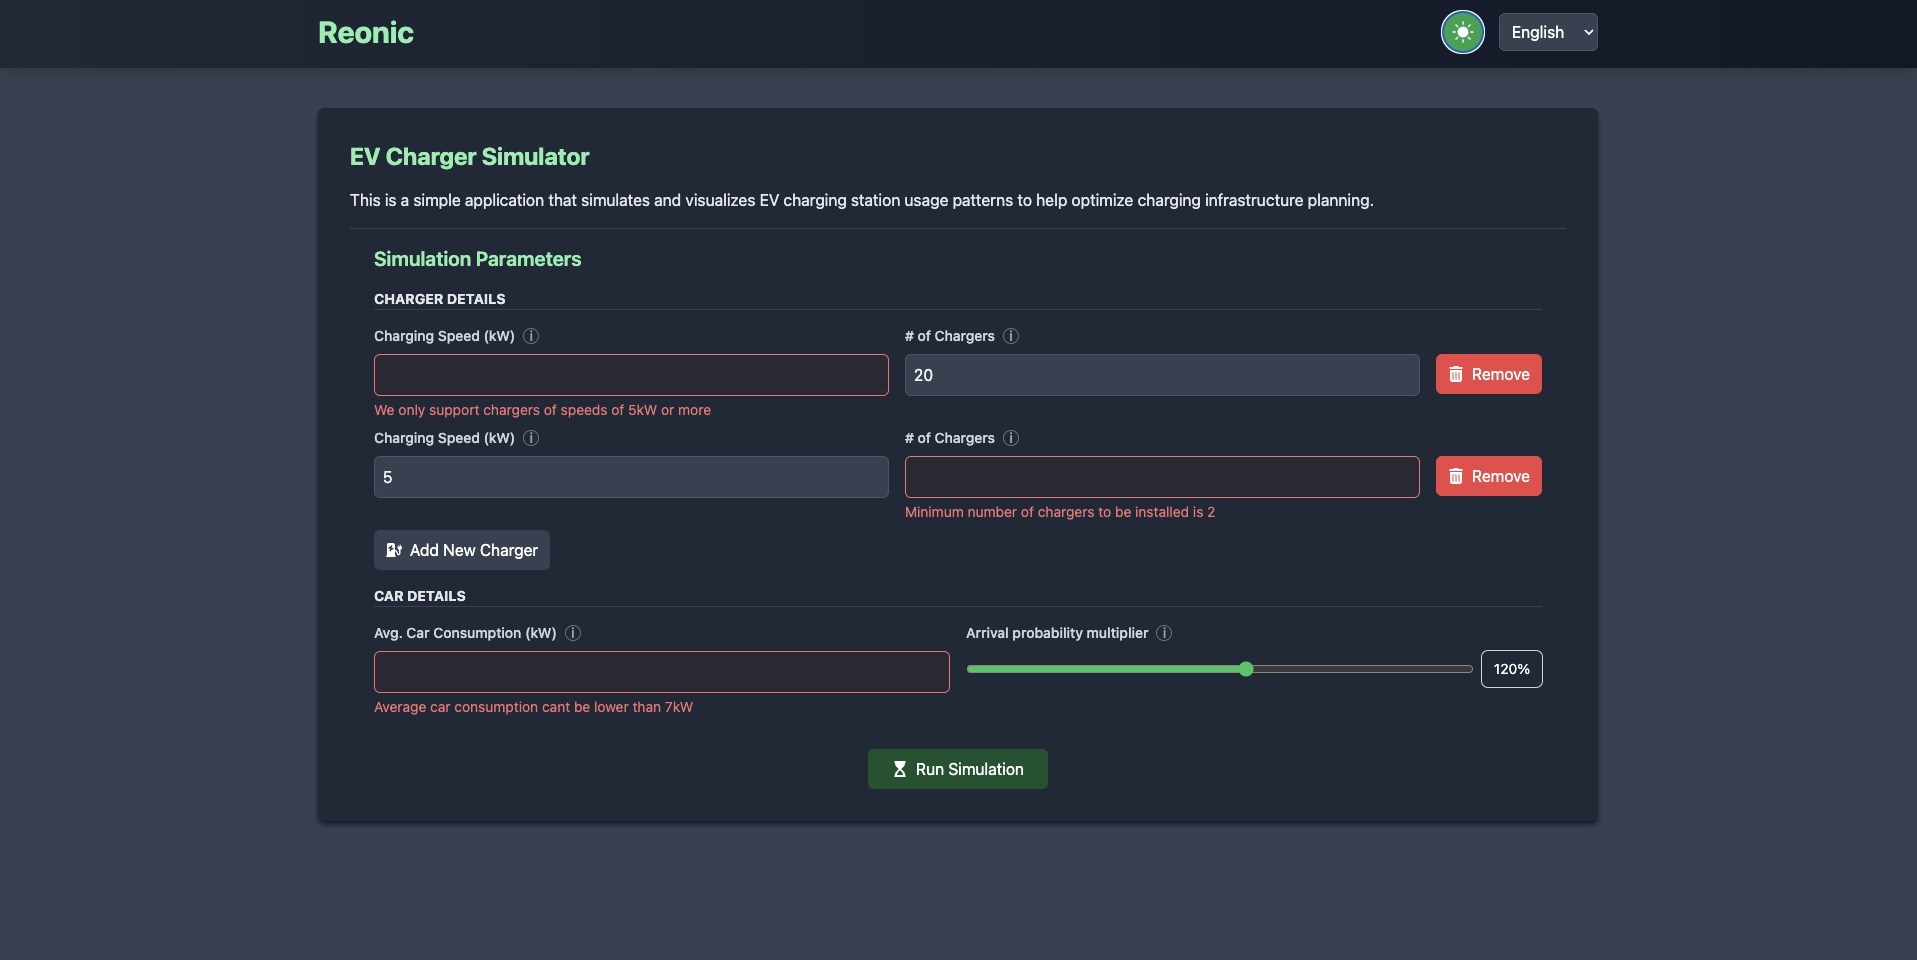 Reonic
English
EV Charger Simulator
This is a simple application that simulates and visualizes EV charging station usage patterns to help optimize charging infrastructure planning.
Simulation Parameters
CHARGER DETAILS
Charging Speed (kW) # of Chargers
20 Remove
We only support chargers of speeds of 5kW or more
Charging Speed (kW) # of Chargers
5 Remove
Minimum number of chargers to be installed is 2
Add New Charger
CAR DETAILS
Avg. Car Consumption (kW) Arrival probability multiplier
120%
Average car consumption cant be lower than 7kW
Run Simulation